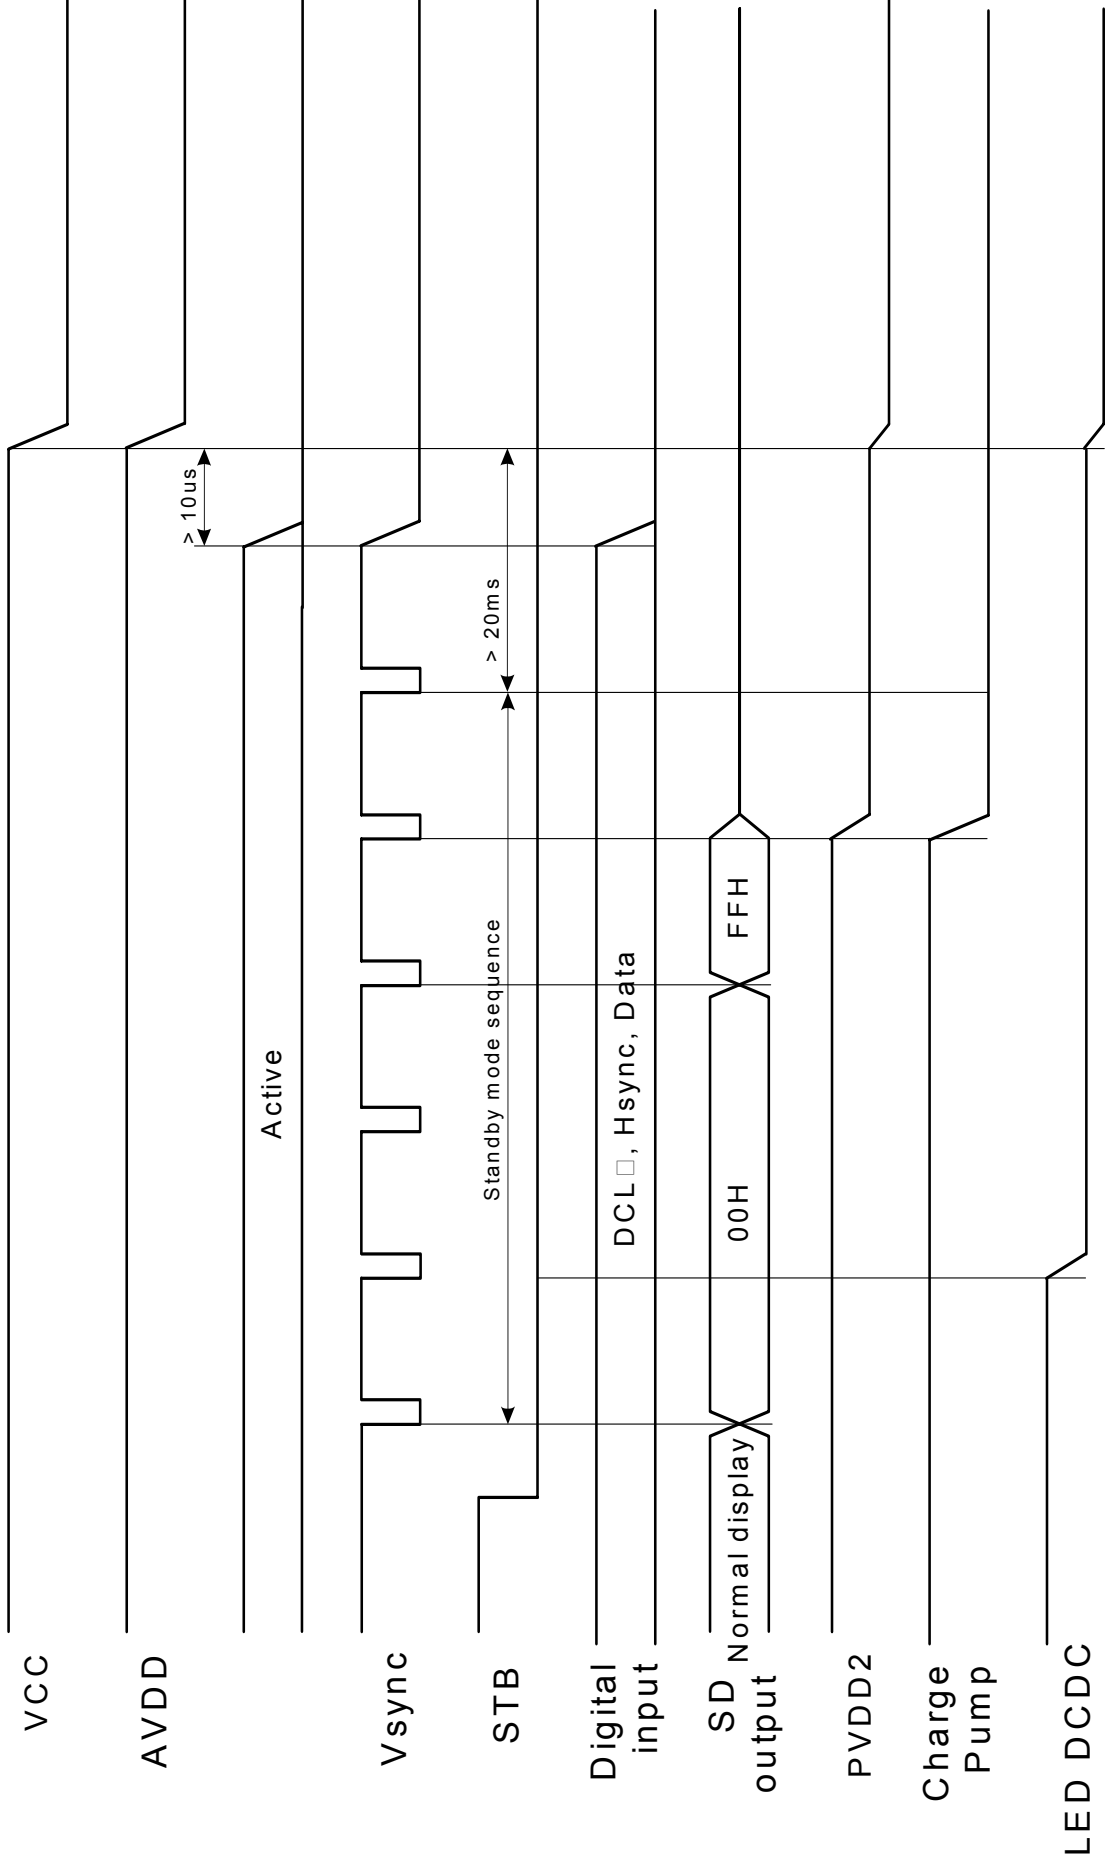 VCC
AVDD
> 10us
Active
Vsync
> 20ms
Standby mode sequence
STB
DCL□, Hsync, Data
Digital
input
Normal display
00H
FFH
SD
output
PVDD2
Charge
Pump
LED DCDC